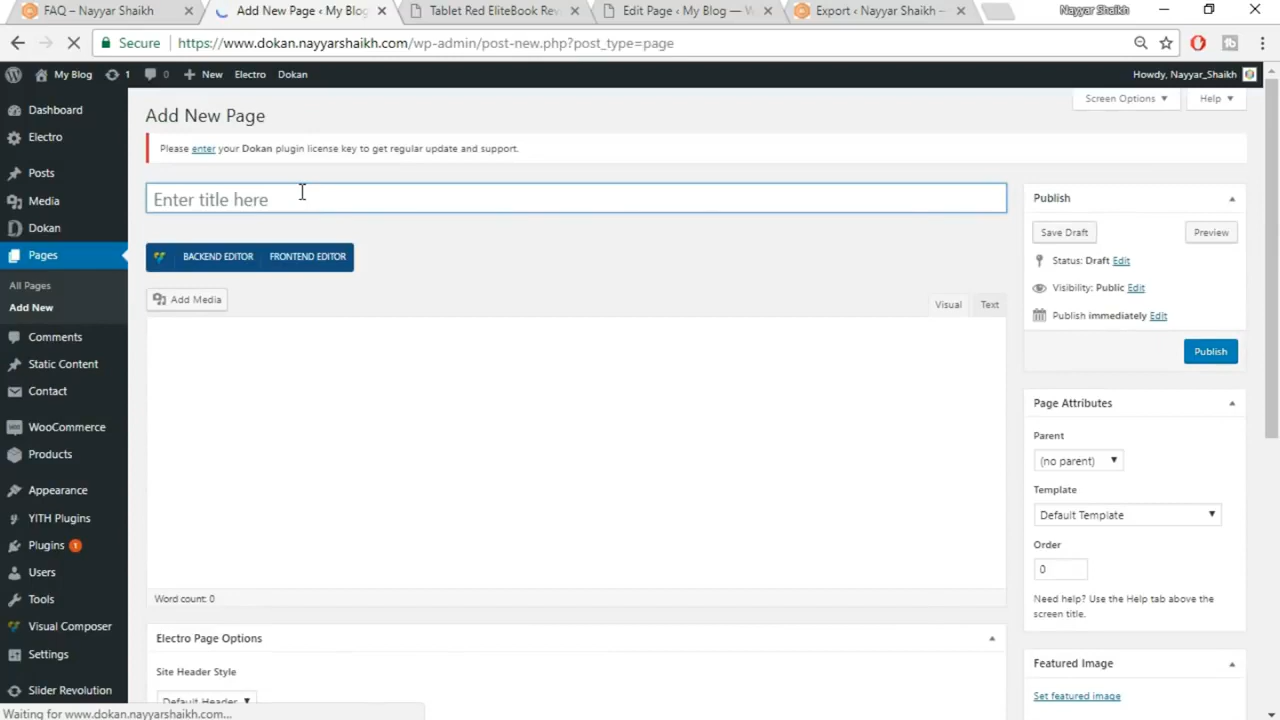 FAQ – Nayyar Shaikh
Add New Page ‹ My Blog
Tablet Red EliteBook Rev
Edit Page ‹ My Blog — W
Export ‹ Nayyar Shaikh –
Nayyar Shaikh
Secure
https://www.dokan.nayyarshaikh.com/wp-admin/post-new.php?post_type=page
My Blog
1
0
New
Electro
Dokan
Howdy, Nayyar_Shaikh
Dashboard
Electro
Posts
Media
Dokan
Pages
All Pages
Add New
Comments
Static Content
Contact
WooCommerce
Products
Appearance
YITH Plugins
Plugins 1
Users
Tools
Visual Composer
Settings
Slider Revolution
Screen Options
Help
Add New Page
Please enter your Dokan plugin license key to get regular update and support.
Enter title here
BACKEND EDITOR
FRONTEND EDITOR
Add Media
Visual
Text
Word count: 0
Electro Page Options
Site Header Style
Default Header
Publish
Save Draft
Preview
Status: Draft Edit
Visibility: Public Edit
Publish immediately Edit
Publish
Page Attributes
Parent
(no parent)
Template
Default Template
Order
0
Need help? Use the Help tab above the
screen title.
Featured Image
Set featured image
Waiting for www.dokan.nayyarshaikh.com...